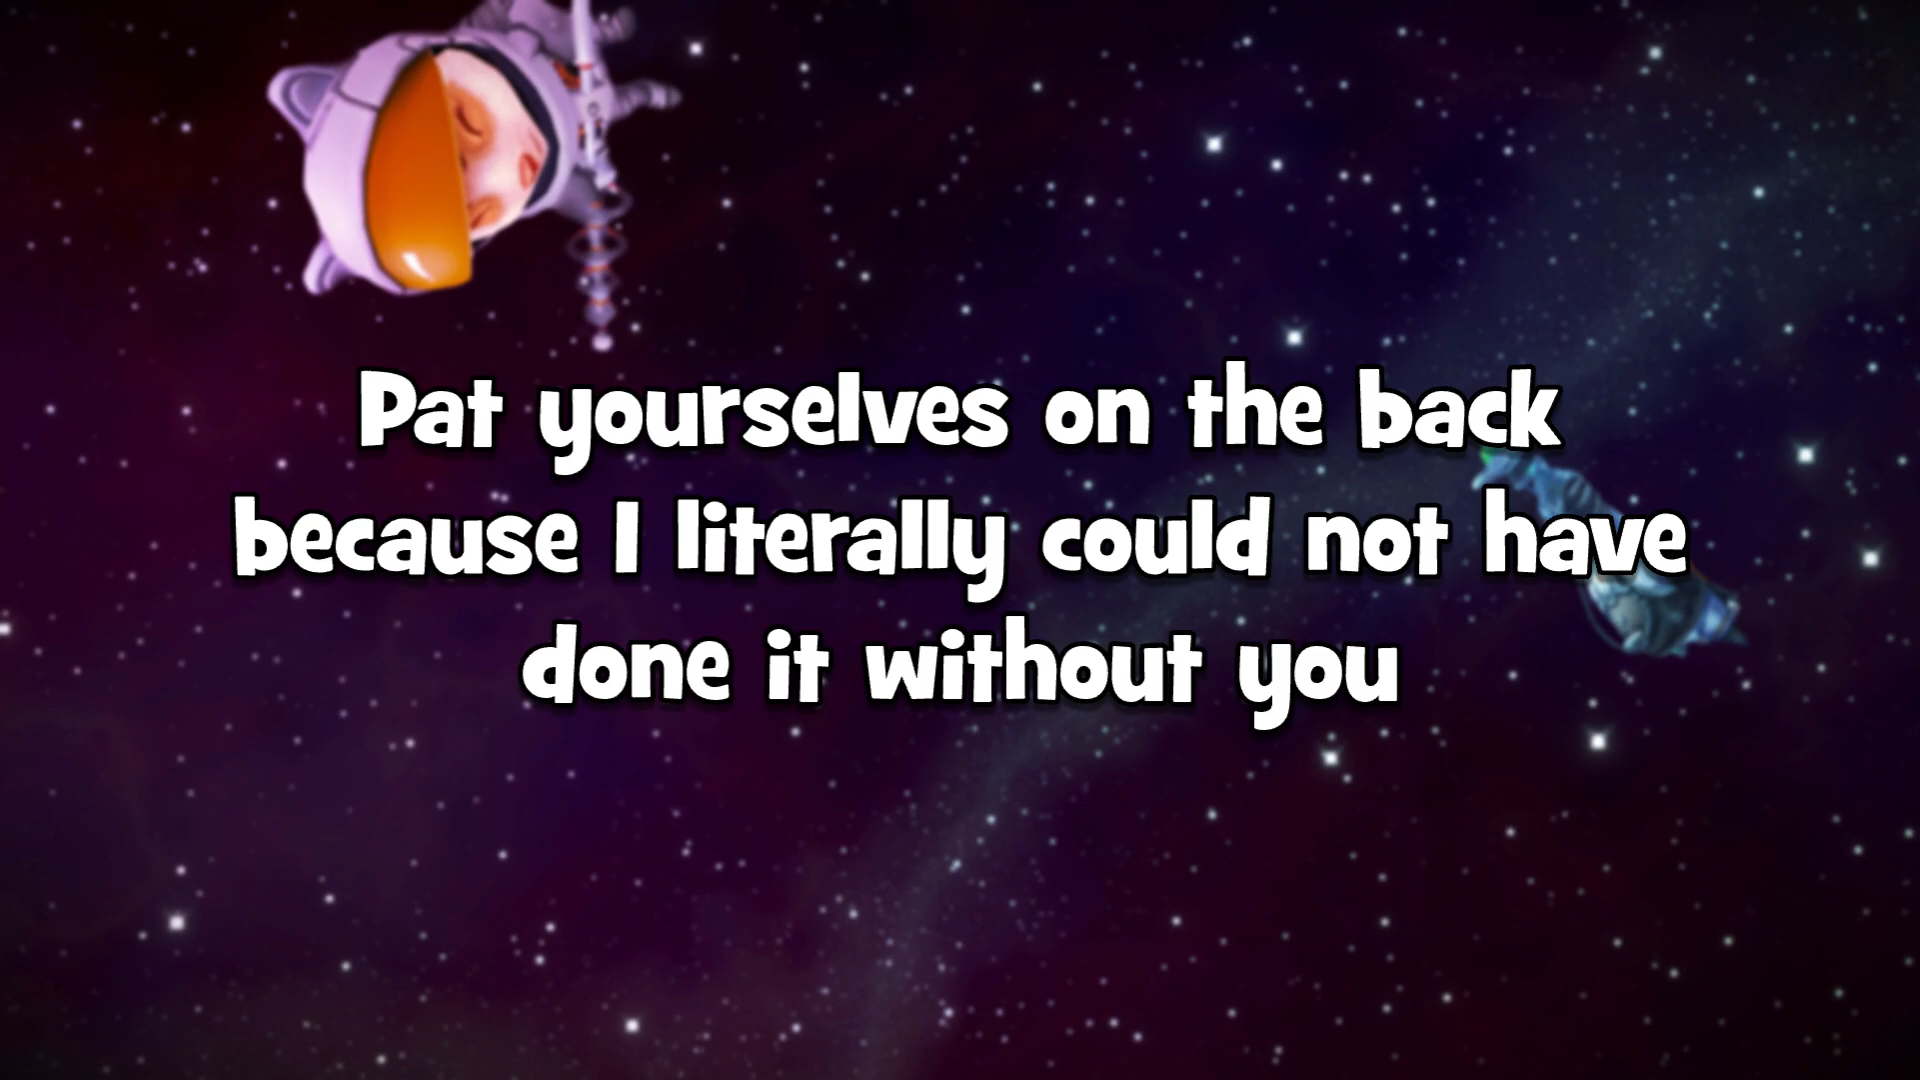 Pat yourselves on the back
because I literally could not have
done it without you